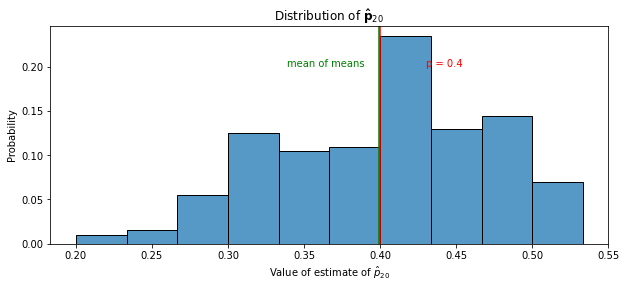 Distribution of p̂₂₀
mean of means
p = 0.4
Probability
0.20
0.15
0.10
0.05
0.00
0.20 0.25 0.30 0.35 0.40 0.45 0.50 0.55
Value of estimate of p̂₂₀